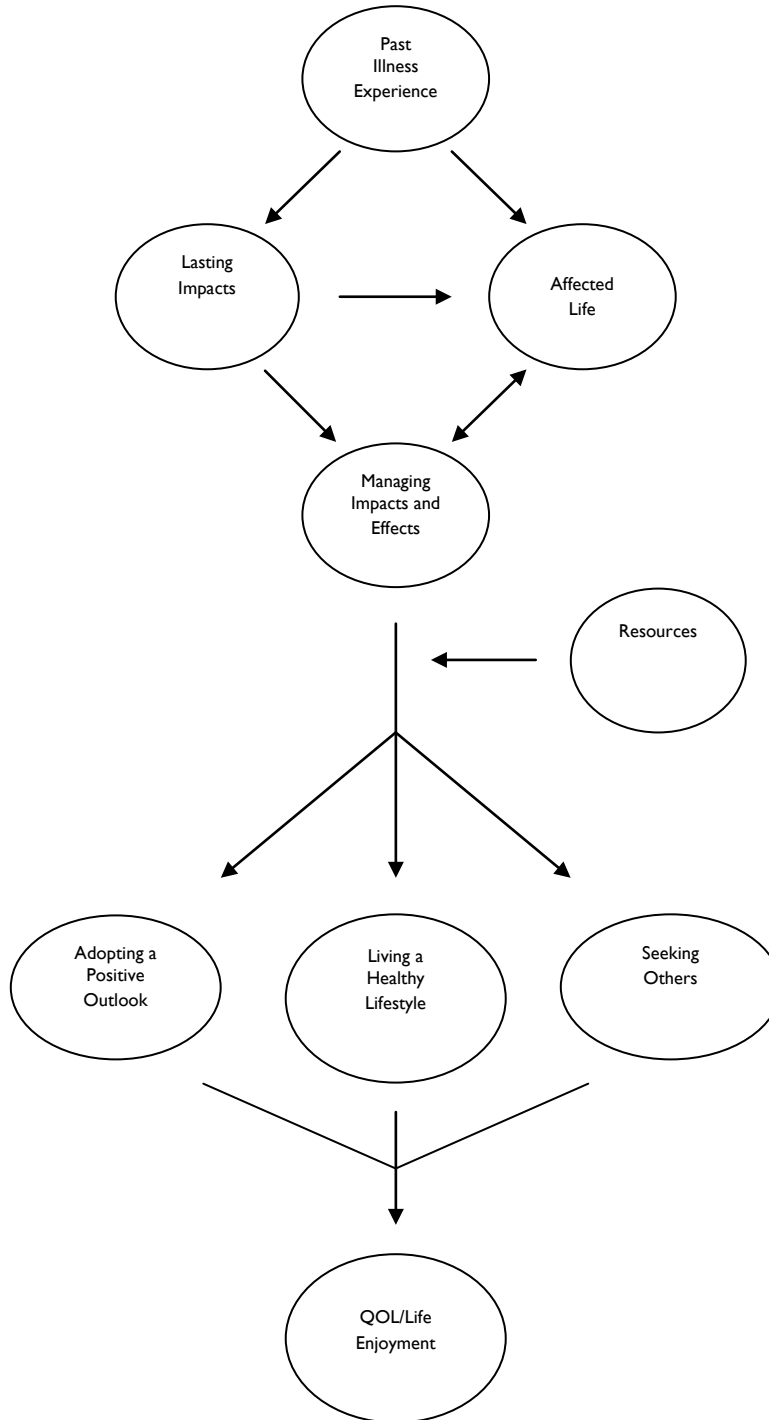 Past
Illness
Experience
Lasting
Impacts
Affected
Life
Managing
Impacts and
Effects
Resources
Adopting a
Positive
Outlook
Living a
Healthy
Lifestyle
Seeking
Others
QOL/Life
Enjoyment